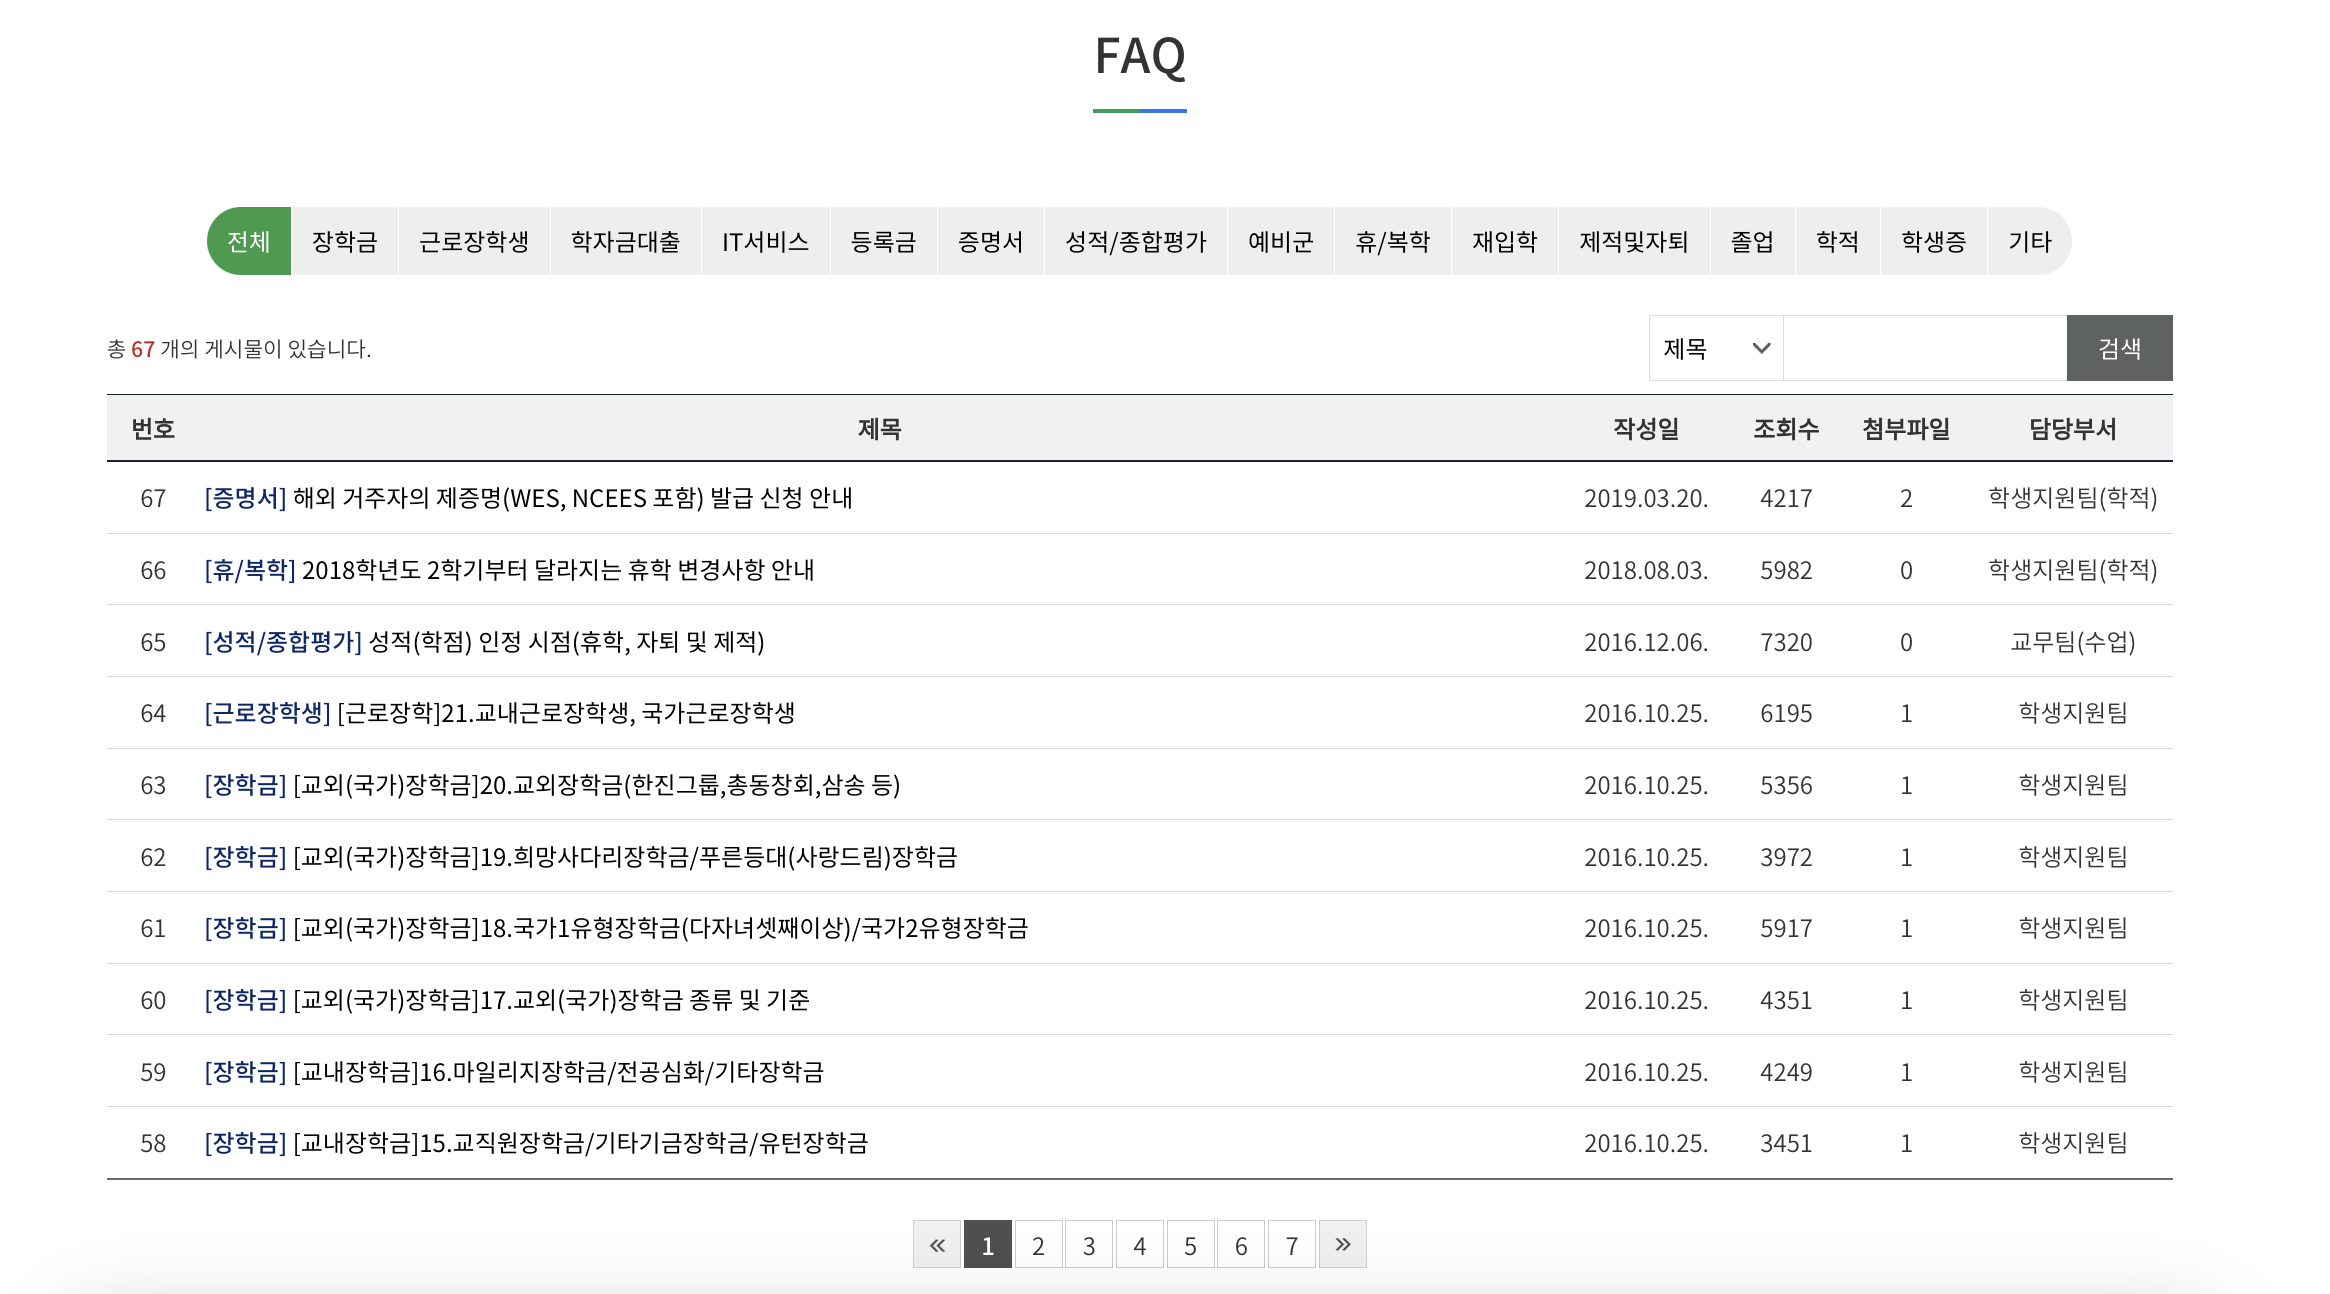 FAQ
전체 장학금 근로장학생 학자금대출 IT서비스 등록금 증명서 성적/종합평가 예비군 휴/복학 재입학 제적및자퇴 졸업 학적 학생증 기타
총 67 개의 게시물이 있습니다. 제목 검색
번호 제목 작성일 조회수 첨부파일 담당부서
67 [증명서] 해외 거주자의 제증명(WES, NCEES 포함) 발급 신청 안내 2019.03.20. 4217 2 학생지원팀(학적)
66 [휴/복학] 2018학년도 2학기부터 달라지는 휴학 변경사항 안내 2018.08.03. 5982 0 학생지원팀(학적)
65 [성적/종합평가] 성적(학점) 인정 시점(휴학, 자퇴 및 제적) 2016.12.06. 7320 0 교무팀(수업)
64 [근로장학생] [근로장학]21.교내근로장학생, 국가근로장학생 2016.10.25. 6195 1 학생지원팀
63 [장학금] [교외(국가)장학금]20.교외장학금(한진그룹,총동창회,삼송 등) 2016.10.25. 5356 1 학생지원팀
62 [장학금] [교외(국가)장학금]19.희망사다리장학금/푸른등대(사랑드림)장학금 2016.10.25. 3972 1 학생지원팀
61 [장학금] [교외(국가)장학금]18.국가1유형장학금(다자녀셋째이상)/국가2유형장학금 2016.10.25. 5917 1 학생지원팀
60 [장학금] [교외(국가)장학금]17.교외(국가)장학금 종류 및 기준 2016.10.25. 4351 1 학생지원팀
59 [장학금] [교내장학금]16.마일리지장학금/전공심화/기타장학금 2016.10.25. 4249 1 학생지원팀
58 [장학금] [교내장학금]15.교직원장학금/기타기금장학금/유턴장학금 2016.10.25. 3451 1 학생지원팀
« 1 2 3 4 5 6 7 »